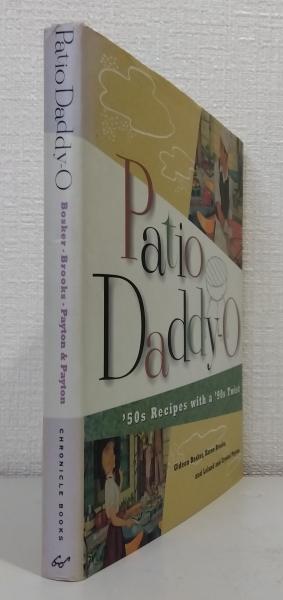 Patio Daddy-O
Bosker · Brooks · Payton & Payton
CHRONICLE BOOKS
Patio
Daddy-O
'50s Recipes with a '90s Twist
Gideon Bosker, Karen Brooks,
and Leland and Crystal Payton